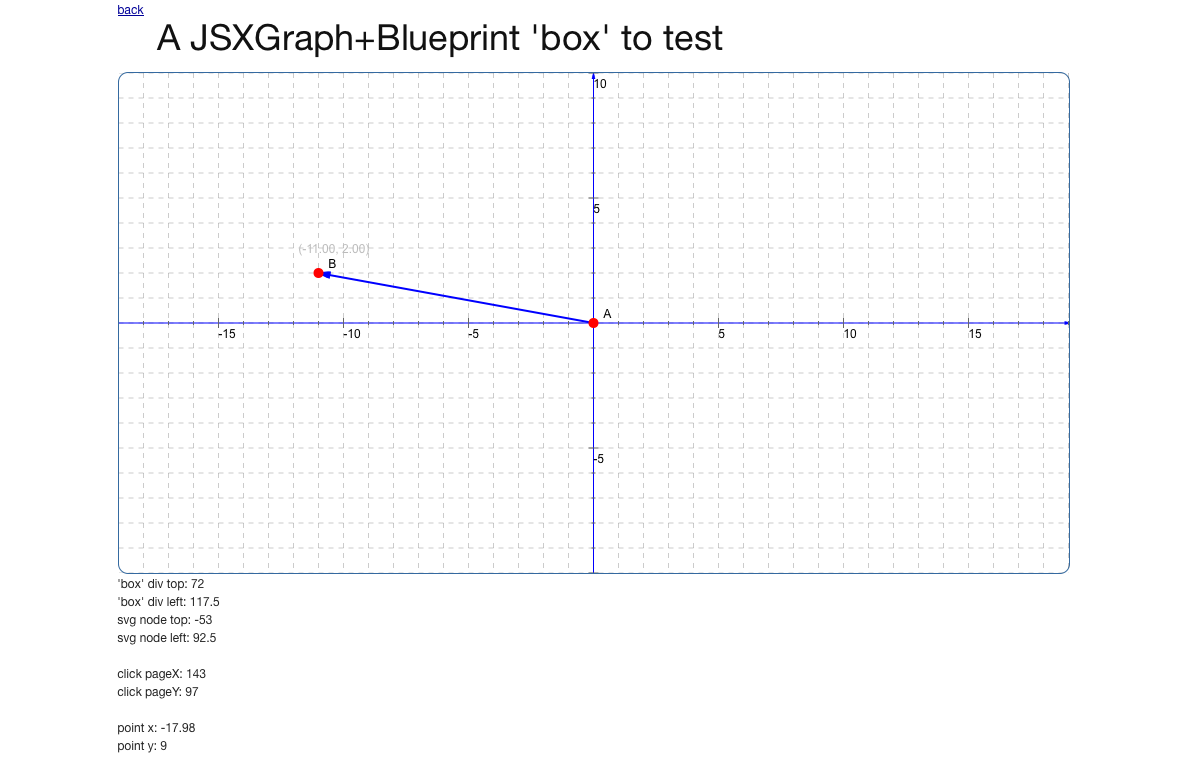 back
A JSXGraph+Blueprint 'box' to test
10
5
(-11.00, 2.00)
B
A
-15 -10 -5 5 10 15
-5
'box' div top: 72
'box' div left: 117.5
svg node top: -53
svg node left: 92.5
click pageX: 143
click pageY: 97
point x: -17.98
point y: 9